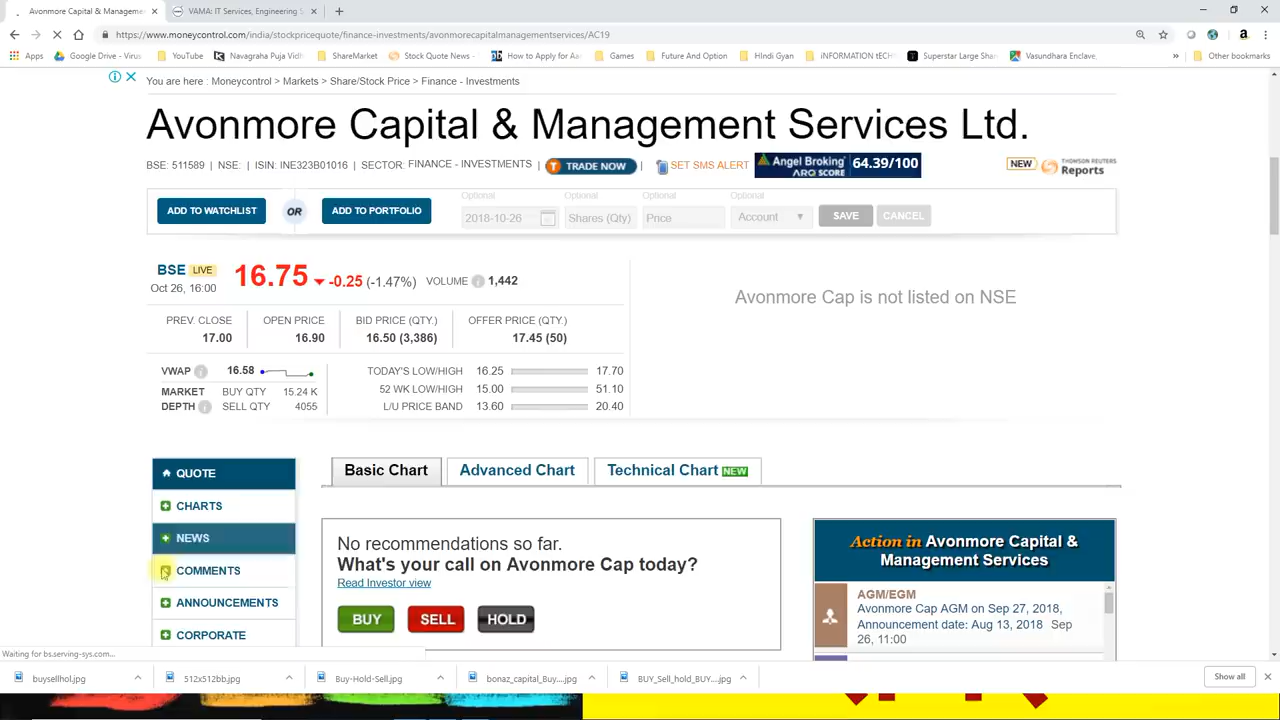 Avonmore Capital & Manageme
VAMA: IT Services, Engineering S
https://www.moneycontrol.com/india/stockpricequote/finance-investments/avonmorecapitalmanagementservices/AC19
Apps
Google Drive - Virus
YouTube
Navagraha Puja Vidh
ShareMarket
Stock Quote News -
How to Apply for Aa
Games
Future And Option
HIndi Gyan
iNFORMATION tECH
Superstar Large Shar
Vasundhara Enclave,
»
Other bookmarks
You are here : Moneycontrol > Markets > Share/Stock Price > Finance - Investments
Avonmore Capital & Management Services Ltd.
BSE: 511589 | NSE: | ISIN: INE323B01016 | SECTOR: FINANCE - INVESTMENTS | T TRADE NOW | SET SMS ALERT
Angel Broking ARQ SCORE 64.39/100
NEW THOMSON REUTERS Reports
Optional Optional Optional Optional
ADD TO WATCHLIST OR ADD TO PORTFOLIO 2018-10-26 Shares (Qty) Price Account ▼ SAVE CANCEL
BSE LIVE
Oct 26, 16:00
16.75 -0.25 (-1.47%) VOLUME 1,442
Avonmore Cap is not listed on NSE
PREV. CLOSE OPEN PRICE BID PRICE (QTY.) OFFER PRICE (QTY.)
17.00 16.90 16.50 (3,386) 17.45 (50)
VWAP 16.58
MARKET DEPTH
BUY QTY 15.24 K
SELL QTY 4055
TODAY'S LOW/HIGH 16.25 17.70
52 WK LOW/HIGH 15.00 51.10
L/U PRICE BAND 13.60 20.40
QUOTE
CHARTS
NEWS
COMMENTS
ANNOUNCEMENTS
CORPORATE
Basic Chart Advanced Chart Technical Chart NEW
No recommendations so far.
What's your call on Avonmore Cap today?
Read Investor view
BUY SELL HOLD
Action in Avonmore Capital &
Management Services
AGM/EGM
Avonmore Cap AGM on Sep 27, 2018,
Announcement date: Aug 13, 2018 Sep
26, 11:00
Waiting for bs.serving-sys.com...
buysellhol.jpg
512x512bb.jpg
Buy-Hold-Sell.jpg
bonaz_capital_Buy....jpg
BUY_Sell_hold_BUY....jpg
Show all